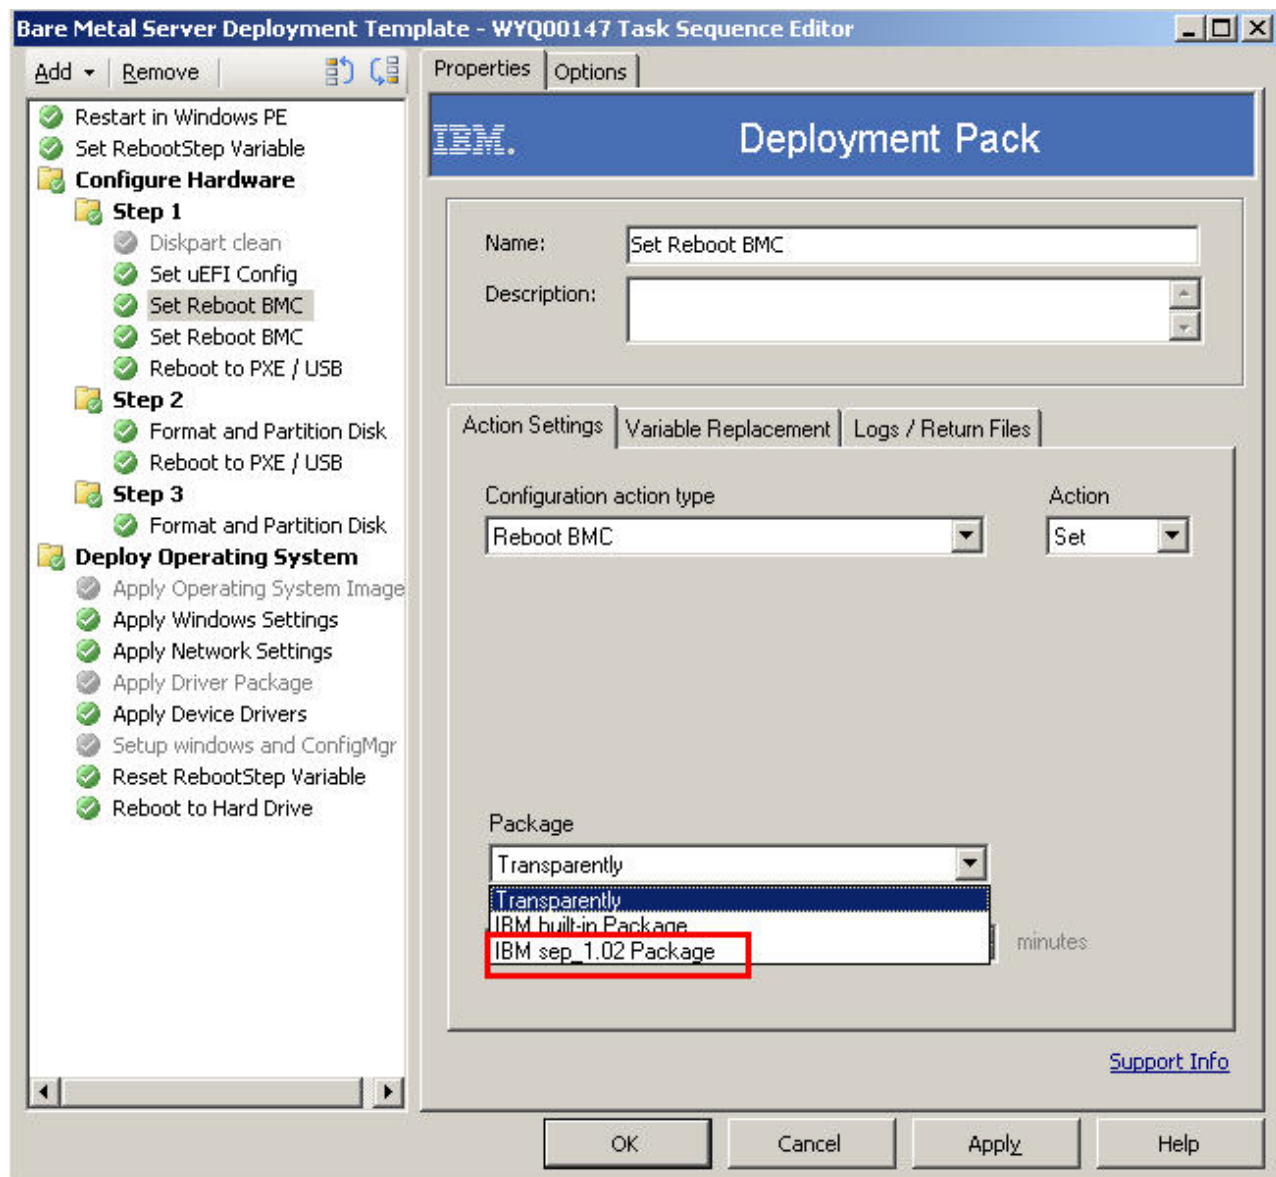 Bare Metal Server Deployment Template - WYQ00147 Task Sequence Editor
Add Remove
Restart in Windows PE
Set RebootStep Variable
Configure Hardware
Step 1
Diskpart clean
Set uEFI Config
Set Reboot BMC
Set Reboot BMC
Reboot to PXE / USB
Step 2
Format and Partition Disk
Reboot to PXE / USB
Step 3
Format and Partition Disk
Deploy Operating System
Apply Operating System Image
Apply Windows Settings
Apply Network Settings
Apply Driver Package
Apply Device Drivers
Setup windows and ConfigMgr
Reset RebootStep Variable
Reboot to Hard Drive
Properties Options
IBM. Deployment Pack
Name: Set Reboot BMC
Description:
Action Settings Variable Replacement Logs / Return Files
Configuration action type Action
Reboot BMC Set
Package
Transparently
Transparently
IBM built-in Package
IBM sep_1.02 Package
minutes
Support Info
OK Cancel Apply Help